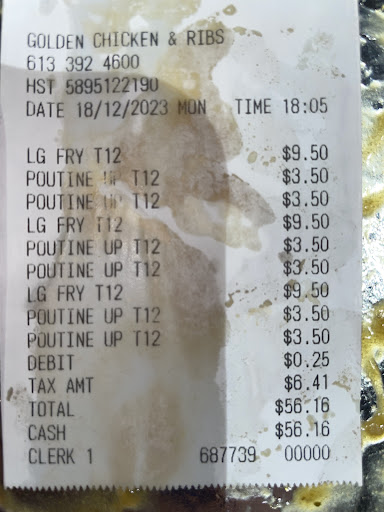 GOLDEN CHICKEN & RIBS
613 392 4600
HST 5895122190
DATE 18/12/2023 MON TIME 18:05
LG FRY T12 $9.50
POUTINE UP T12 $3.50
POUTINE UP T12 $3.50
LG FRY T12 $9.50
POUTINE UP T12 $3.50
POUTINE UP T12 $3.50
LG FRY T12 $9.50
POUTINE UP T12 $3.50
POUTINE UP T12 $3.50
DEBIT $0.25
TAX AMT $6.41
TOTAL $56.16
CASH $56.16
CLERK 1 687739 00000